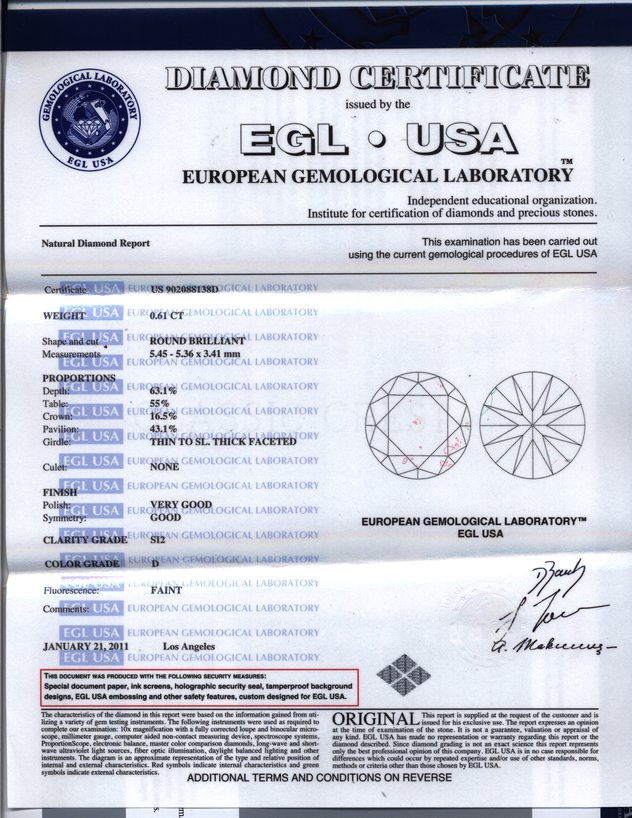 GEMOLOGICAL LABORATORY
EGL USA
DIAMOND CERTIFICATE
issued by the
EGL • USA
EUROPEAN GEMOLOGICAL LABORATORY™
Independent educational organization.
Institute for certification of diamonds and precious stones.
Natural Diamond Report
This examination has been carried out
using the current gemological procedures of EGL USA
Certificate US 902088138D
WEIGHT 0.61 CT
Shape and cut ROUND BRILLIANT
Measurements 5.45 - 5.36 x 3.41 mm
PROPORTIONS
Depth: 63.1%
Table: 55%
Crown: 16.5%
Pavilion: 43.1%
Girdle: THIN TO SL. THICK FACETED
Culet: NONE
FINISH
Polish: VERY GOOD
Symmetry: GOOD
CLARITY GRADE SI2
COLOR GRADE D
Fluorescence: FAINT
Comments:
JANUARY 21, 2011 Los Angeles
EUROPEAN GEMOLOGICAL LABORATORY™
EGL USA
THIS DOCUMENT WAS PRODUCED WITH THE FOLLOWING SECURITY MEASURES:
Special document paper, ink screens, holographic security seal, tamperproof background
designs, EGL USA embossing and other safety features, custom designed for EGL USA.
The characteristics of the diamond in this report were based on the information gained from uti-
lizing a variety of gem testing instruments. The following instruments were used as required to
complete our examination: 10x magnification with a fully corrected loupe and binocular micro-
scope, millimeter gauge, computer aided non-contact measuring device, spectroscope systems,
ProportionScope, electronic balance, master color comparison diamonds, long-wave and short-
wave ultraviolet light sources, fiber optic illumination, daylight balanced lighting and other
instruments. The diagram is an approximate representation of the type and relative position of
internal and external characteristics. Red symbols indicate internal characteristics and green
symbols indicate external characteristics.
ORIGINAL This report is supplied at the request of the customer and is
issued for his exclusive use. The report expresses an opinion
at the time of examination of the stone. It is not a guarantee, valuation or appraisal of
any kind. EGL USA has made no representation or warranty regarding this report or the
diamond described. Since diamond grading is not an exact science this report represents
only the best professional opinion of this company. EGL USA is in no case responsible for
differences which could occur by repeated expertise and/or use of other standards, norms,
methods or criteria other than those chosen by EGL USA.
ADDITIONAL TERMS AND CONDITIONS ON REVERSE